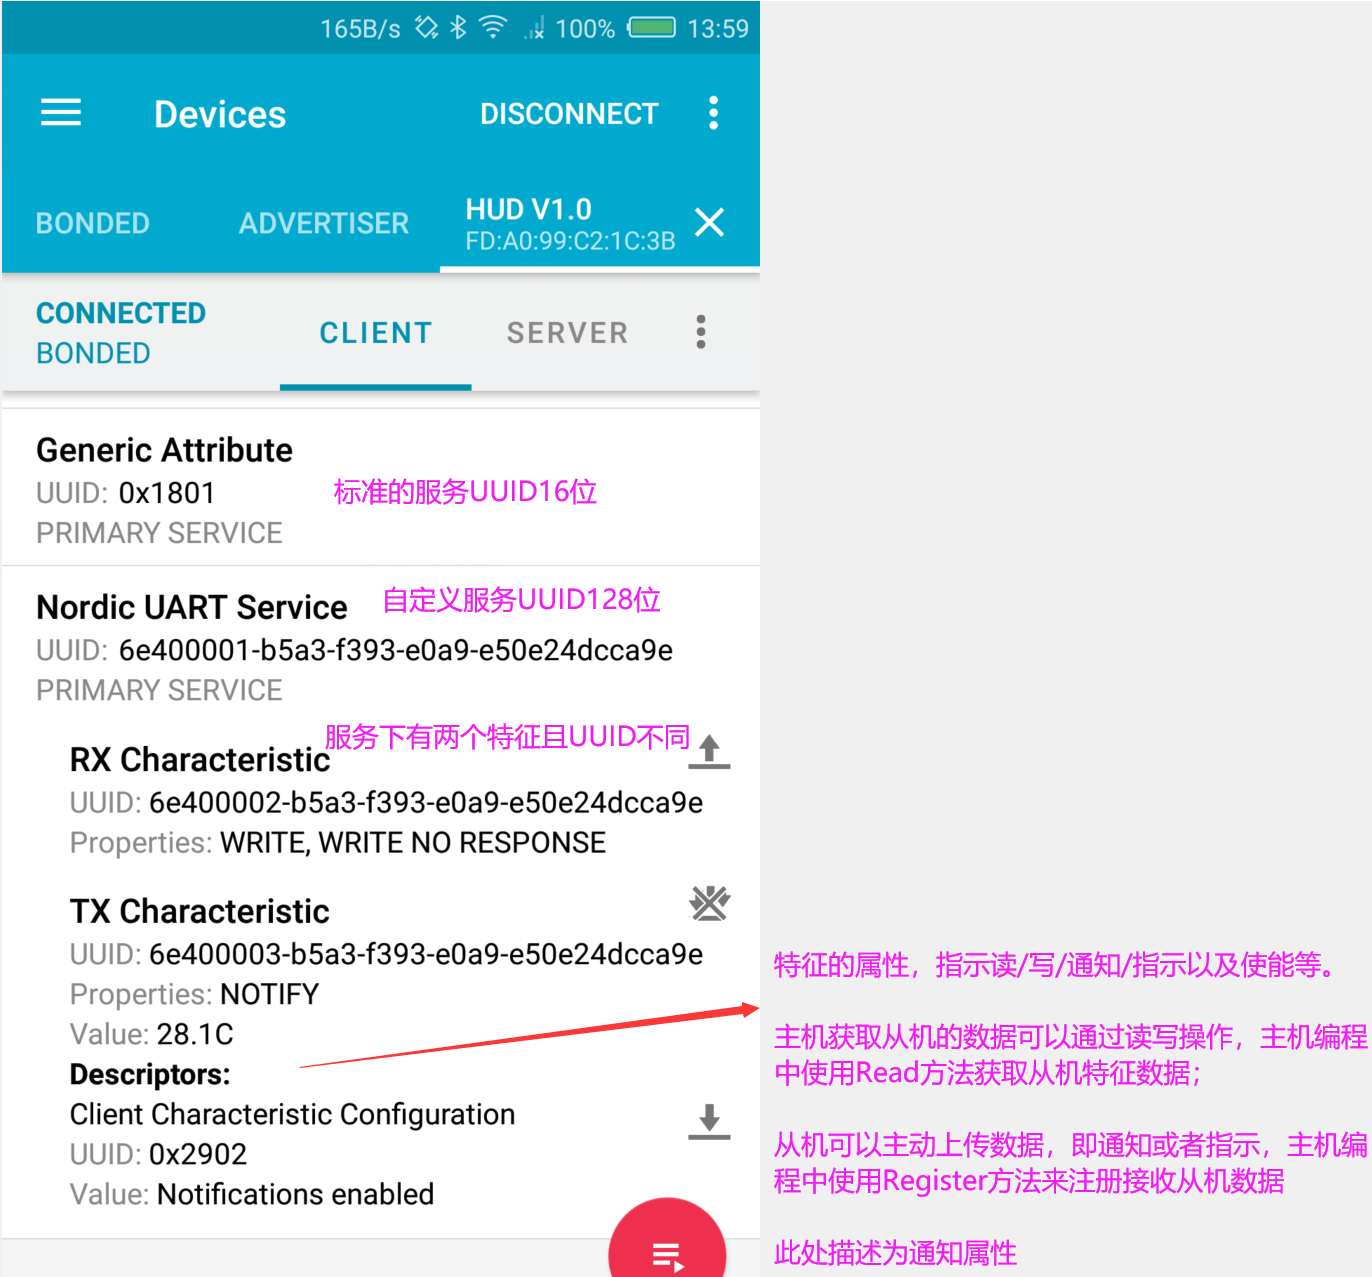 165B/s 100% 13:59
Devices DISCONNECT
BONDED ADVERTISER HUD V1.0
FD:A0:99:C2:1C:3B
CONNECTED
BONDED
CLIENT SERVER
Generic Attribute
UUID: 0x1801
标准的服务UUID16位
PRIMARY SERVICE
Nordic UART Service
自定义服务UUID128位
UUID: 6e400001-b5a3-f393-e0a9-e50e24dcca9e
PRIMARY SERVICE
服务下有两个特征且UUID不同
RX Characteristic
UUID: 6e400002-b5a3-f393-e0a9-e50e24dcca9e
Properties: WRITE, WRITE NO RESPONSE
TX Characteristic
UUID: 6e400003-b5a3-f393-e0a9-e50e24dcca9e
Properties: NOTIFY
Value: 28.1C
Descriptors:
Client Characteristic Configuration
UUID: 0x2902
Value: Notifications enabled
特征的属性，指示读/写/通知/指示以及使能等。
主机获取从机的数据可以通过读写操作，主机编程
中使用Read方法获取从机特征数据；
从机可以主动上传数据，即通知或者指示，主机编
程中使用Register方法来注册接收从机数据
此处描述为通知属性